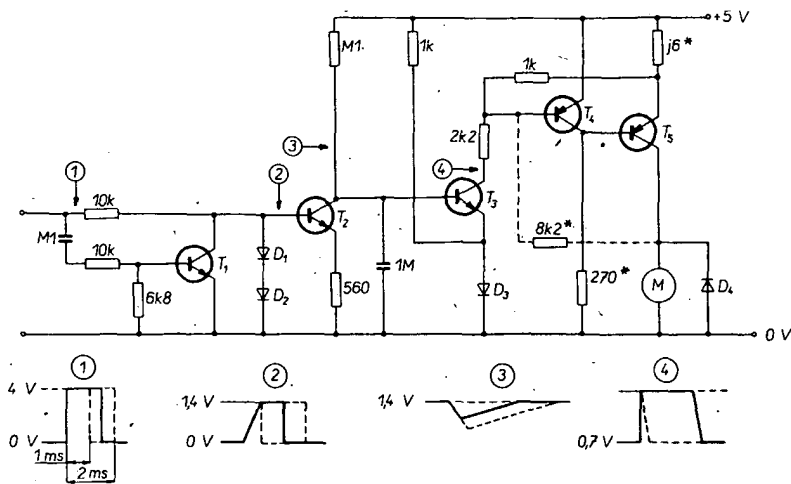 +5 V
M1
1k
j6*
1k
T4
T5
2k2
3
4
1
2
10k
T3
T2
M1
10k
T1
D1
D2
1M
8k2*
6k8
560
D3
270*
M
D4
0 V
1
2
3
4
4 V
0 V
1 ms
2 ms
1,4 V
0 V
1,4 V
0,7 V